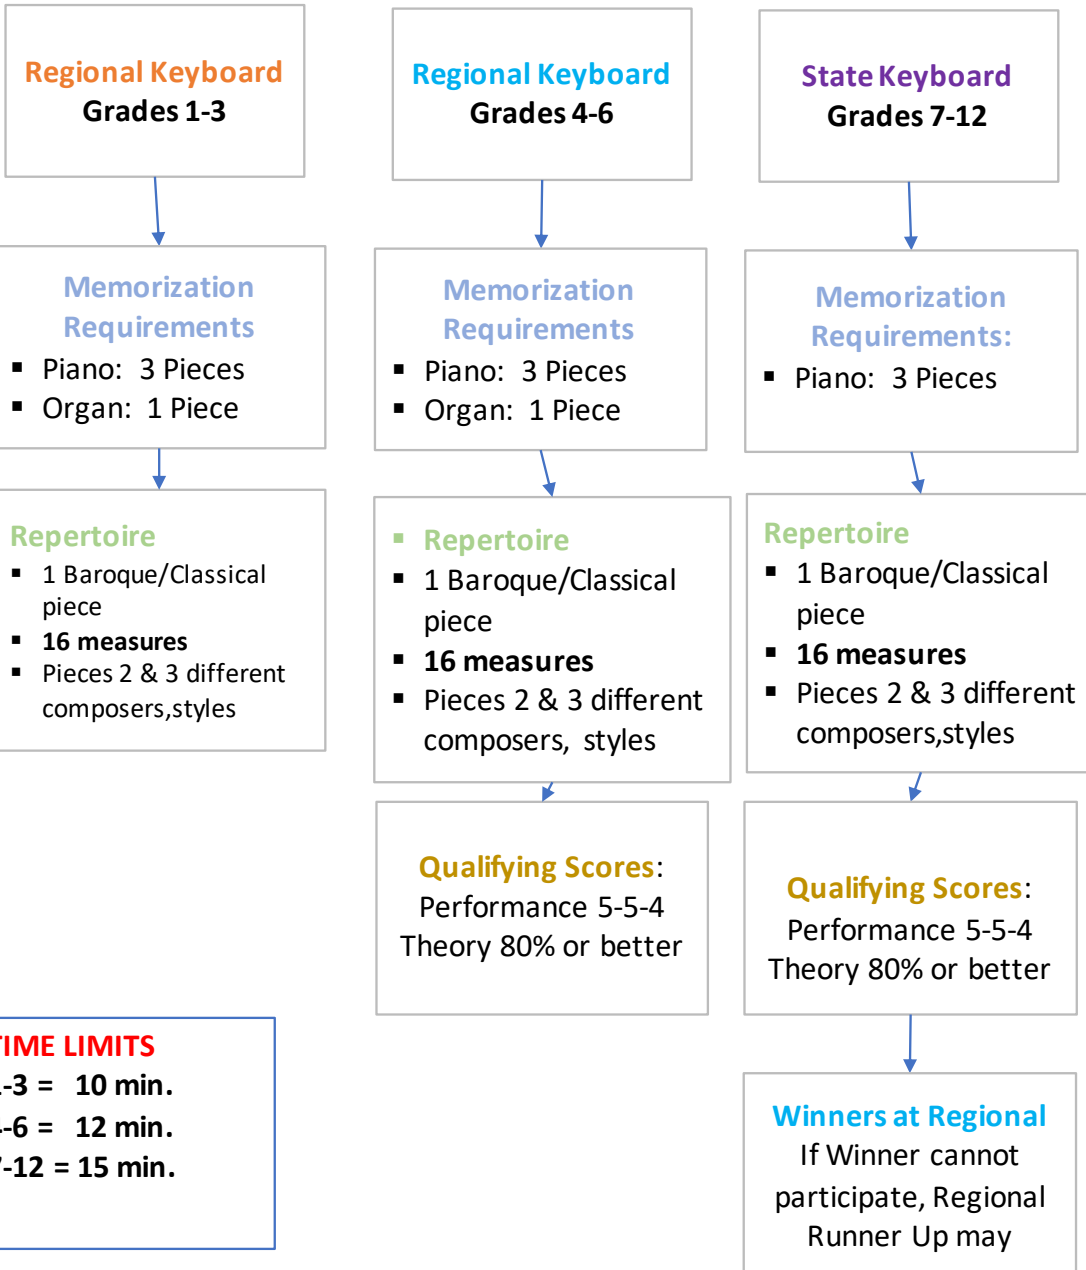 Regional Keyboard
Grades 1-3
Memorization
Requirements
▪ Piano: 3 Pieces
▪ Organ: 1 Piece
Repertoire
▪ 1 Baroque/Classical
piece
▪ 16 measures
▪ Pieces 2 & 3 different
composers,styles
Regional Keyboard
Grades 4-6
Memorization
Requirements
▪ Piano: 3 Pieces
▪ Organ: 1 Piece
▪ Repertoire
▪ 1 Baroque/Classical
piece
▪ 16 measures
▪ Pieces 2 & 3 different
composers, styles
Qualifying Scores:
Performance 5-5-4
Theory 80% or better
State Keyboard
Grades 7-12
Memorization
Requirements:
▪ Piano: 3 Pieces
Repertoire
▪ 1 Baroque/Classical
piece
▪ 16 measures
▪ Pieces 2 & 3 different
composers,styles
Qualifying Scores:
Performance 5-5-4
Theory 80% or better
Winners at Regional
If Winner cannot
participate, Regional
Runner Up may
TIME LIMITS
1-3 = 10 min.
4-6 = 12 min.
7-12 = 15 min.